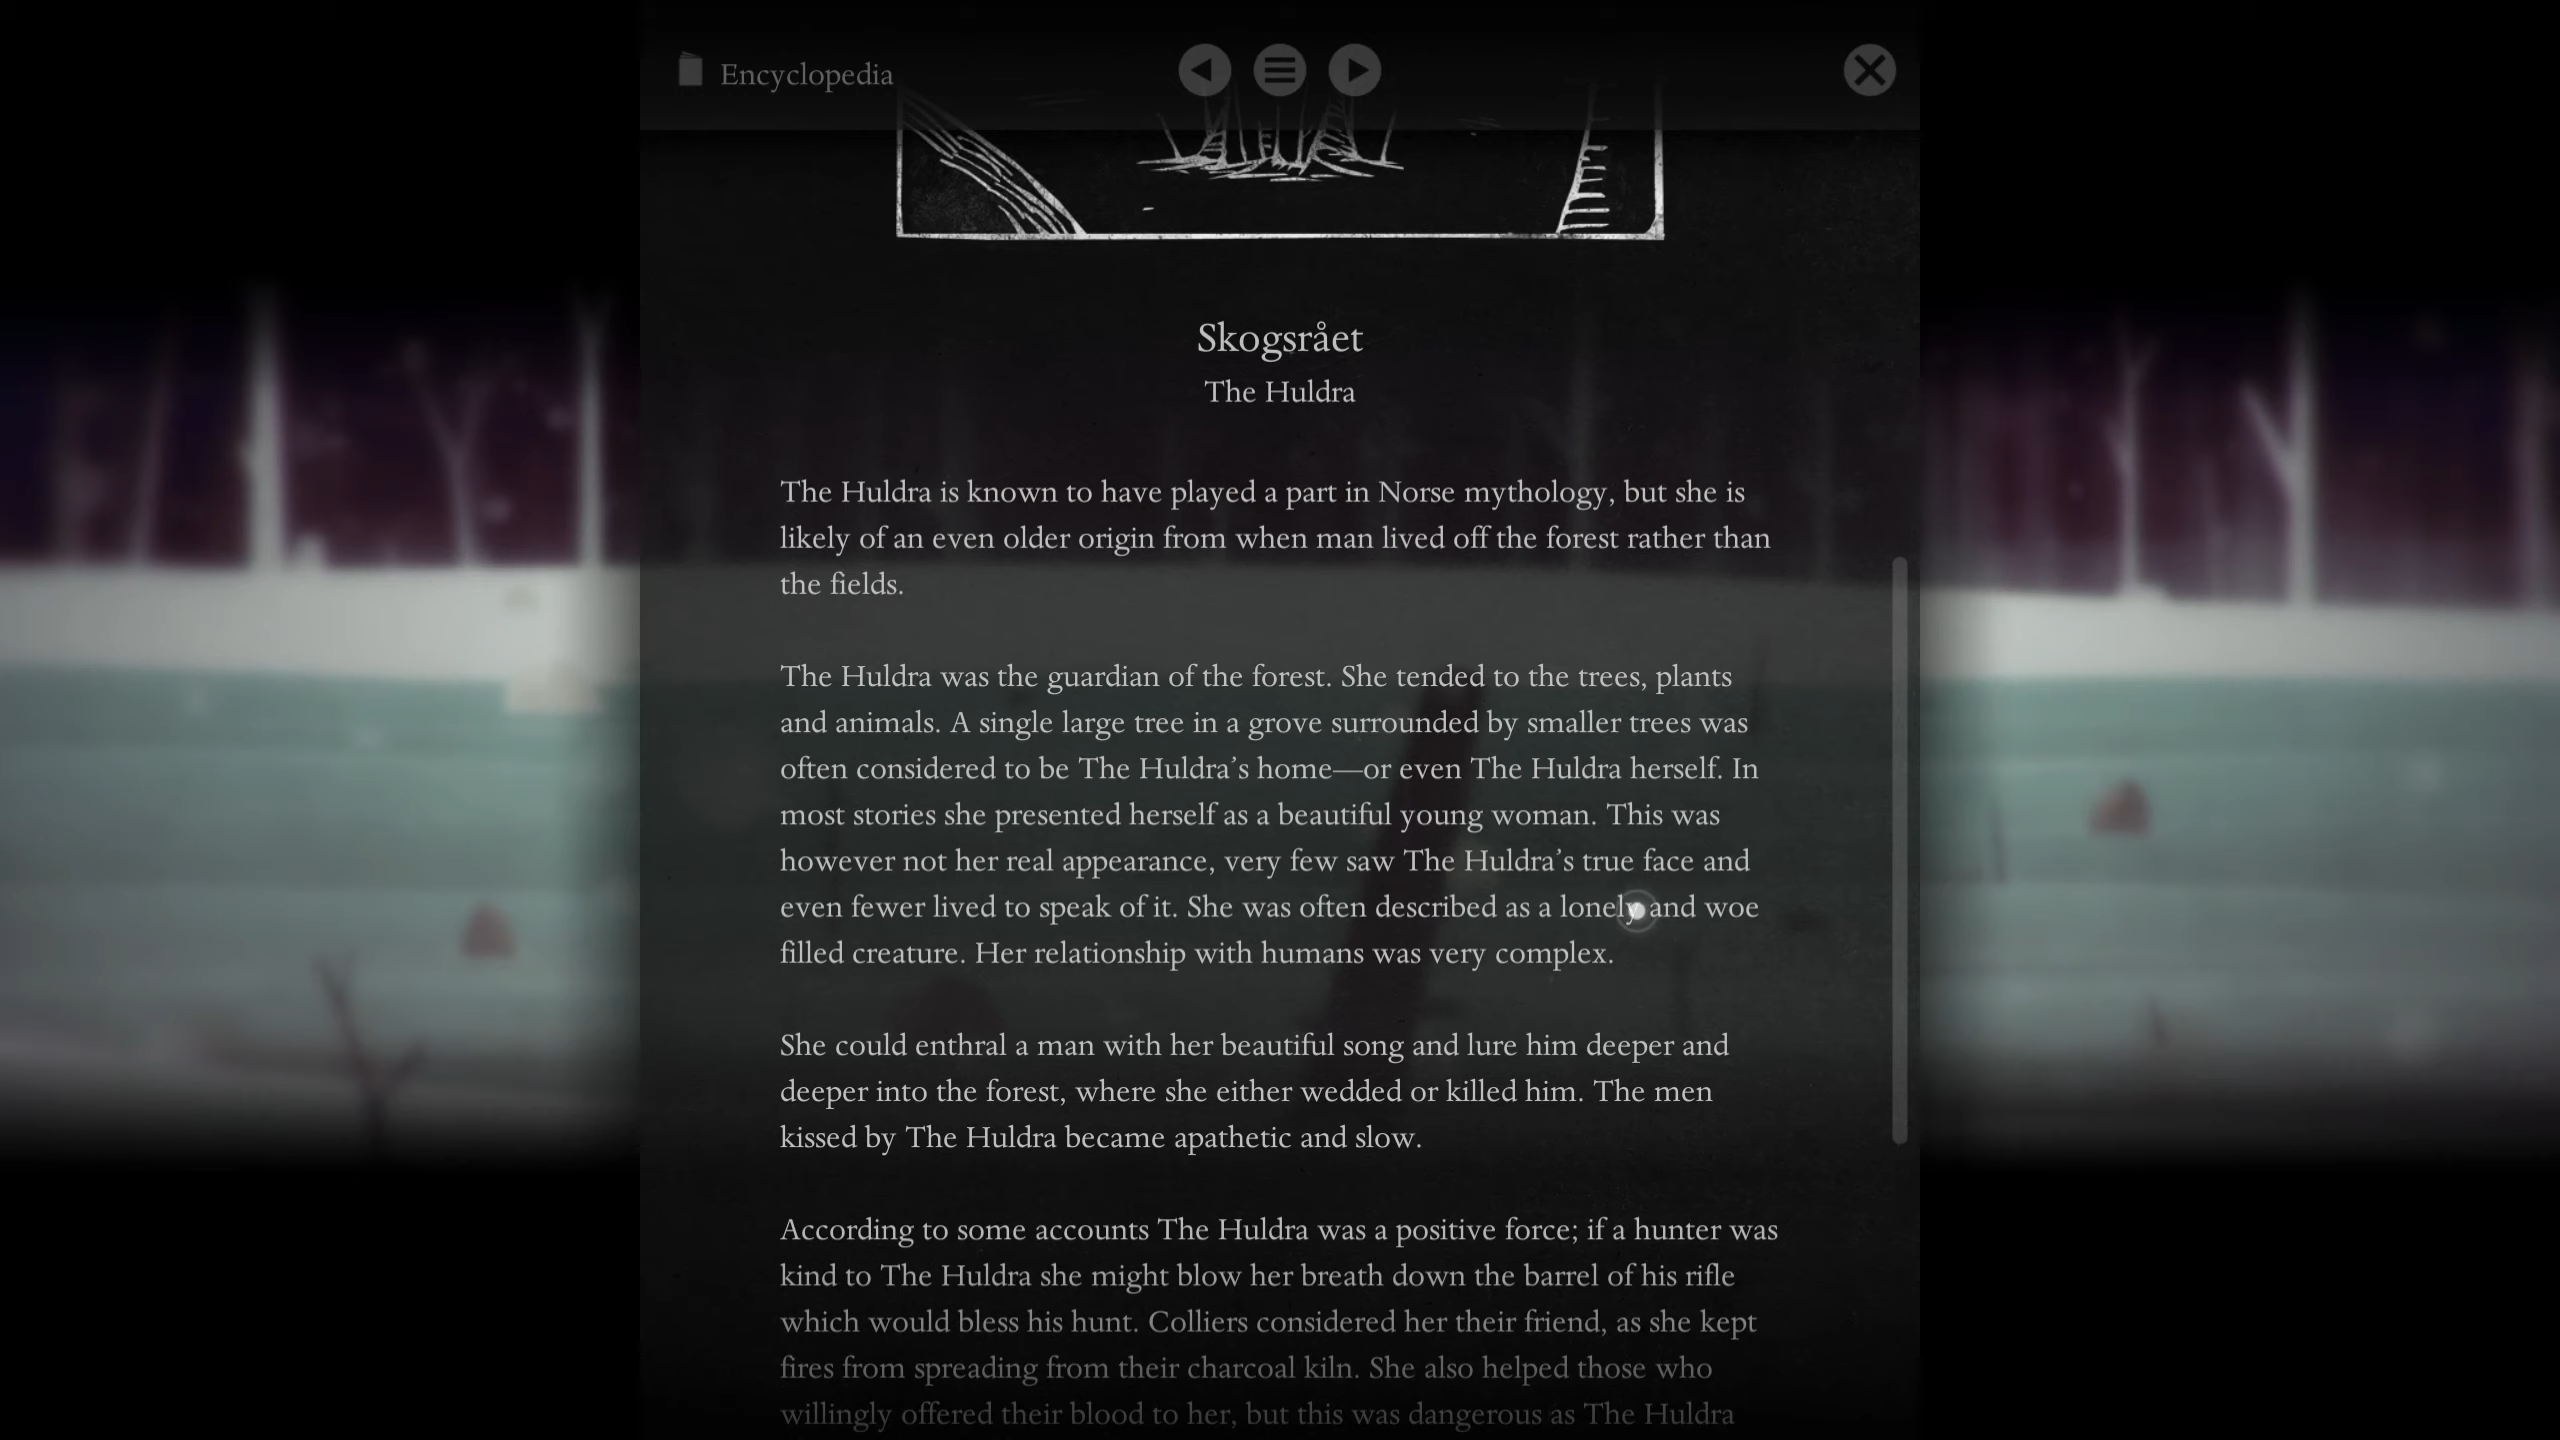 Encyclopedia
Skogsrået
The Huldra
The Huldra is known to have played a part in Norse mythology, but she is
likely of an even older origin from when man lived off the forest rather than
the fields.
The Huldra was the guardian of the forest. She tended to the trees, plants
and animals. A single large tree in a grove surrounded by smaller trees was
often considered to be The Huldra’s home—or even The Huldra herself. In
most stories she presented herself as a beautiful young woman. This was
however not her real appearance, very few saw The Huldra’s true face and
even fewer lived to speak of it. She was often described as a lonely and woe
filled creature. Her relationship with humans was very complex.
She could enthral a man with her beautiful song and lure him deeper and
deeper into the forest, where she either wedded or killed him. The men
kissed by The Huldra became apathetic and slow.
According to some accounts The Huldra was a positive force; if a hunter was
kind to The Huldra she might blow her breath down the barrel of his rifle
which would bless his hunt. Colliers considered her their friend, as she kept
fires from spreading from their charcoal kiln. She also helped those who
willingly offered their blood to her, but this was dangerous as The Huldra